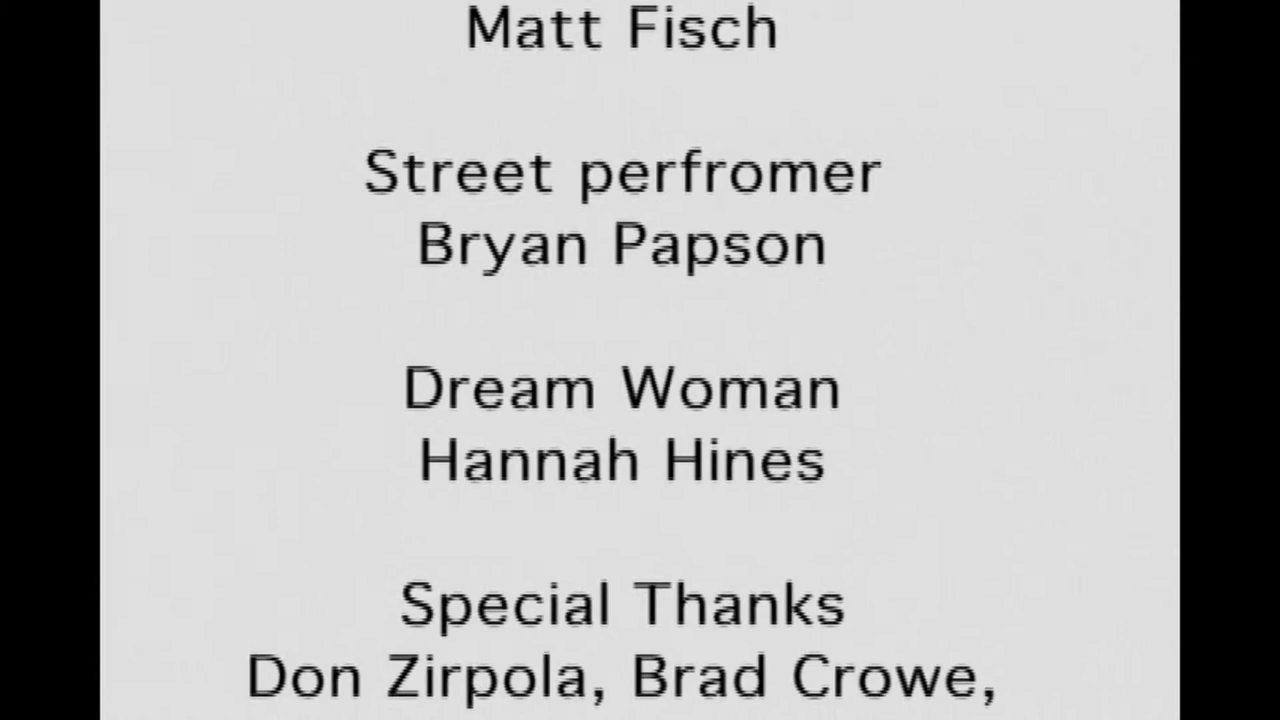 Matt Fisch
Street perfromer
Bryan Papson
Dream Woman
Hannah Hines
Special Thanks
Don Zirpola, Brad Crowe,